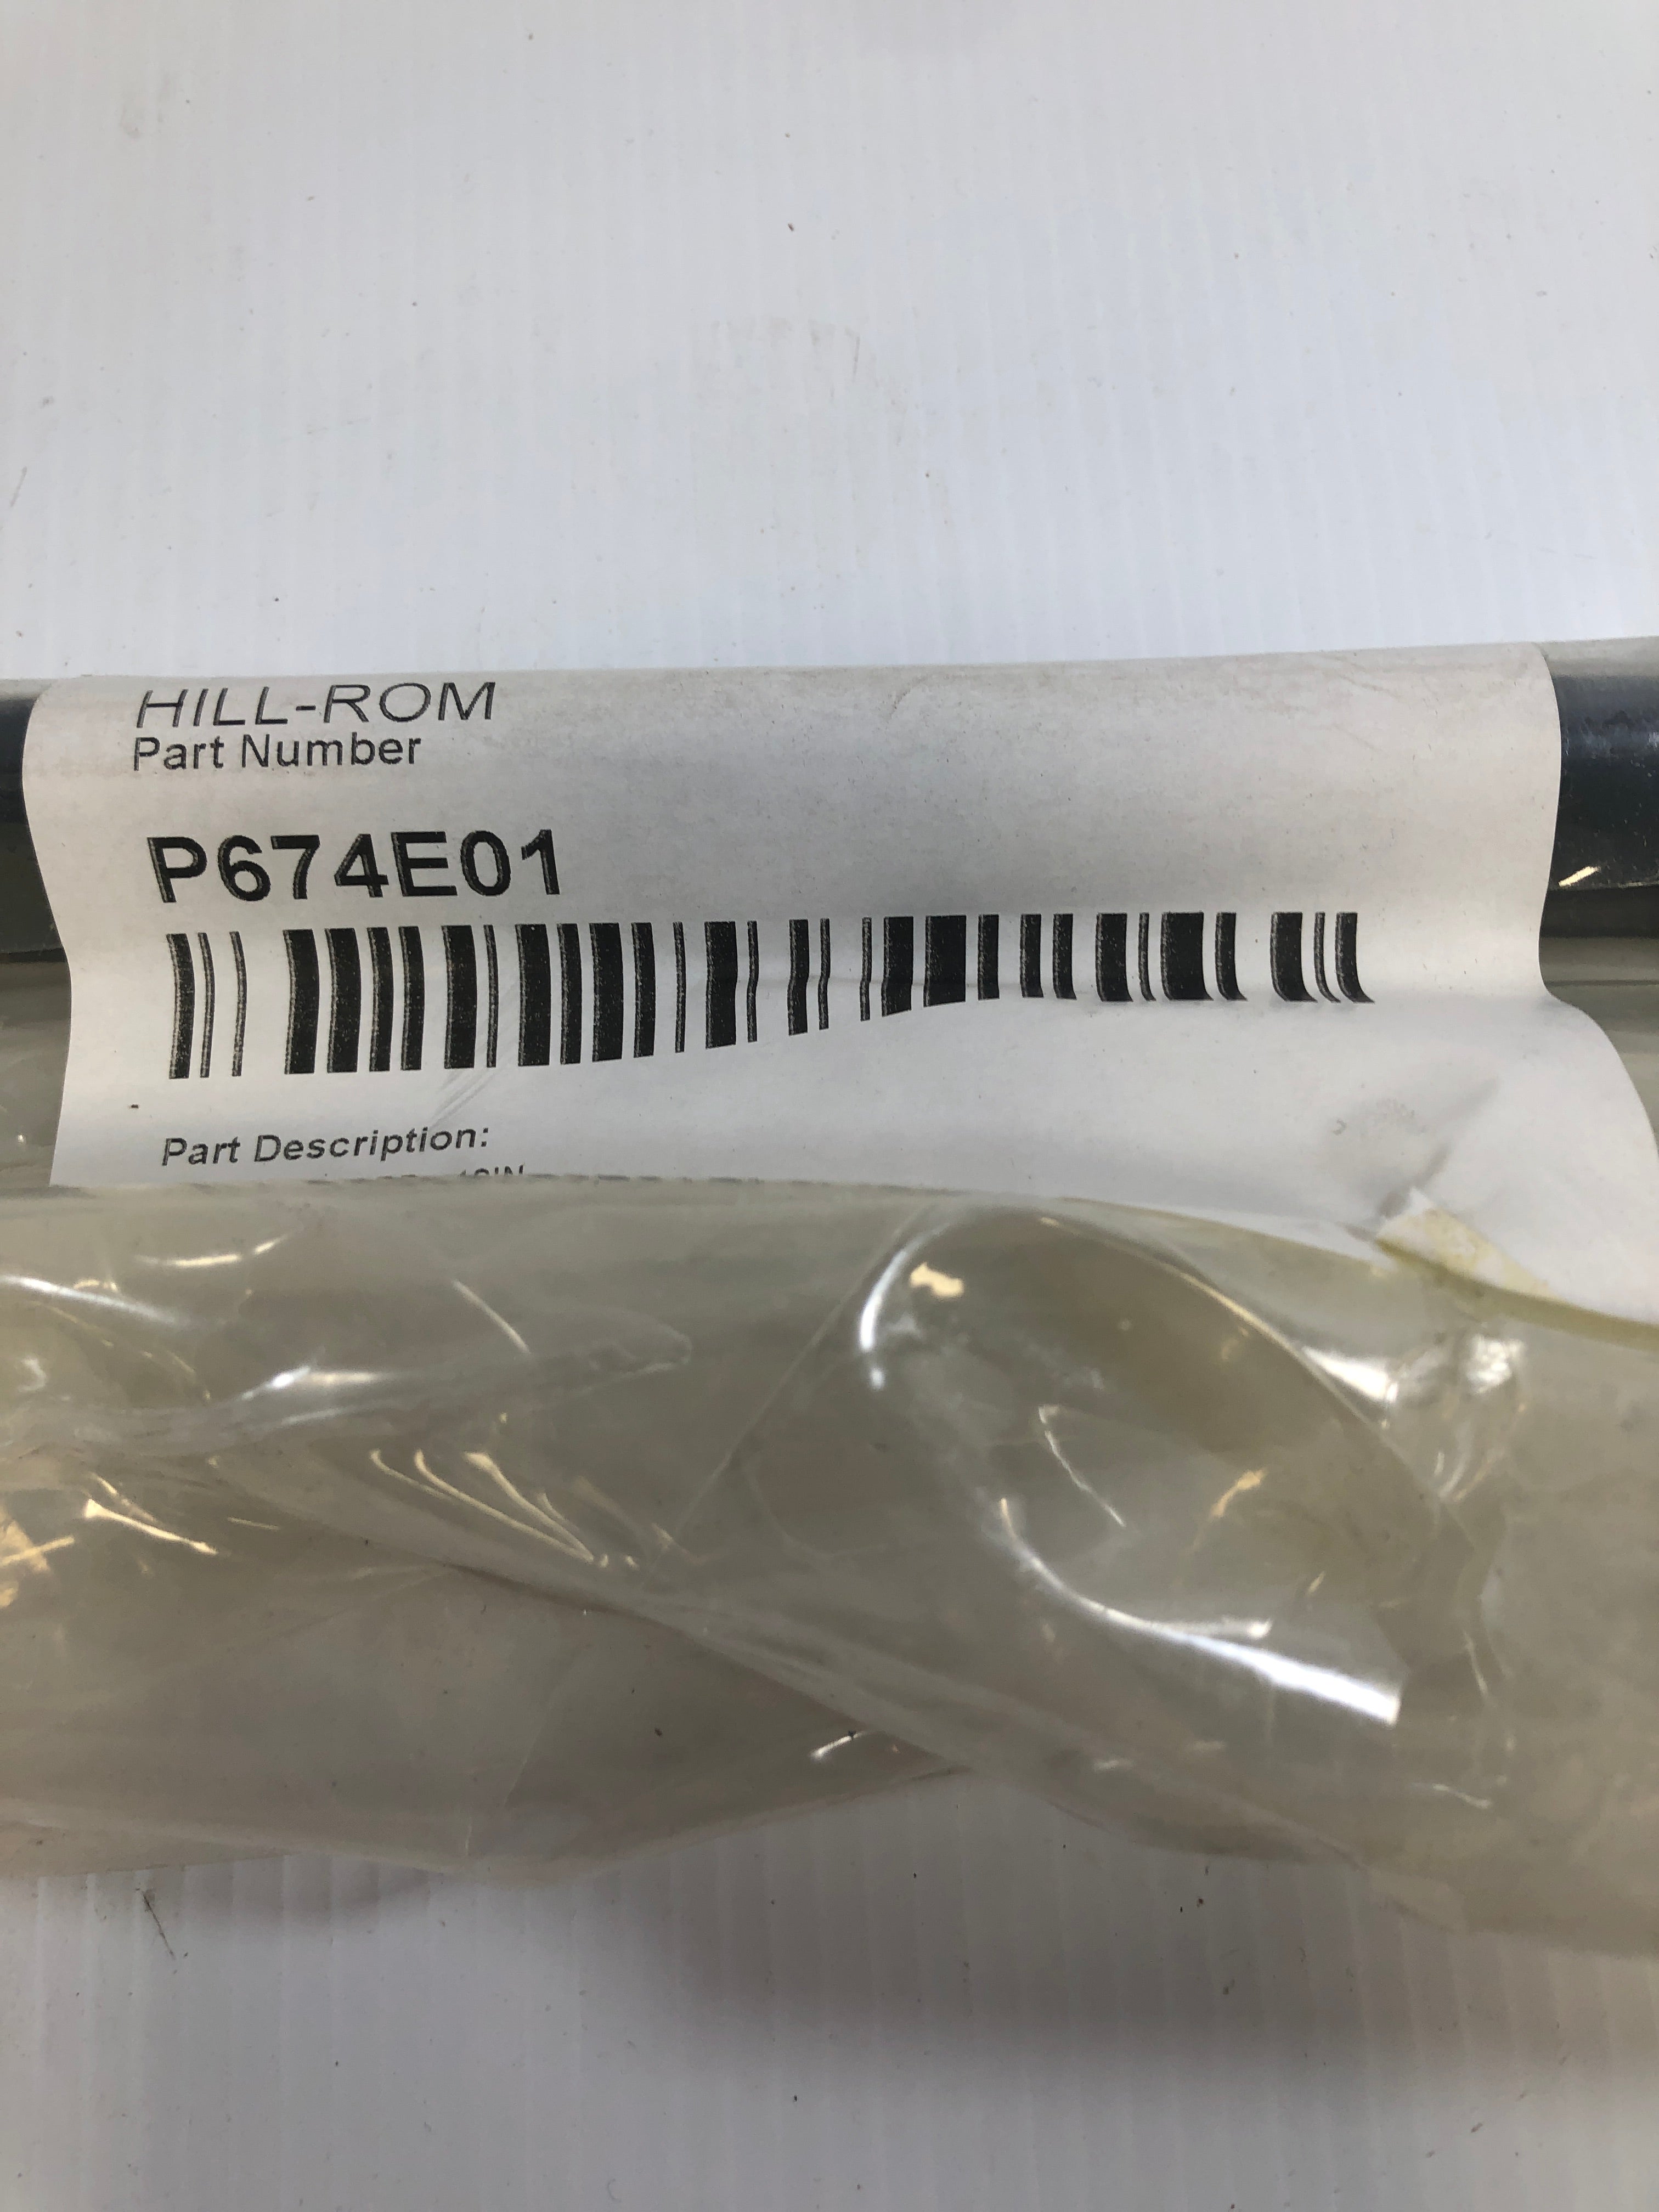 HILL-ROM
Part Number
P674E01
Part Description: